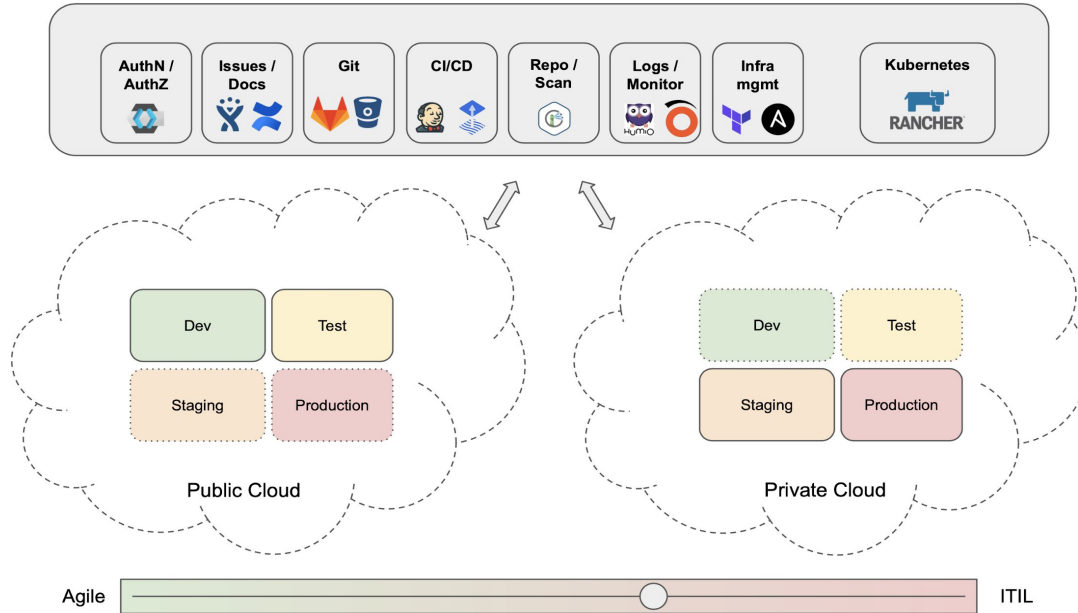 AuthN /
AuthZ
Issues /
Docs
Git
CI/CD
Repo /
Scan
Logs /
Monitor
Infra
mgmt
Kubernetes
HUMIO
RANCHER
Dev
Test
Staging
Production
Public Cloud
Dev
Test
Staging
Production
Private Cloud
Agile
ITIL